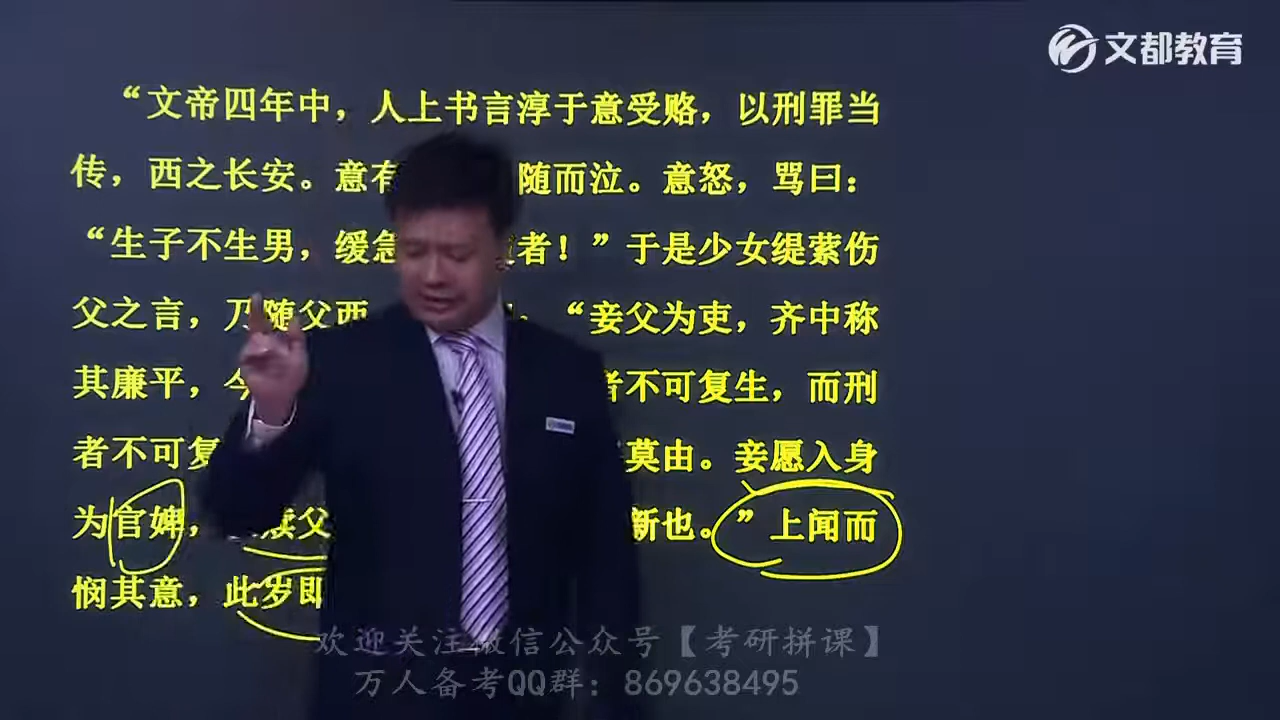 文都教育
“文帝四年中，人上书言淳于意受赂，以刑罪当
传，西之长安。意有 随而泣。意怒，骂曰：
“生子不生男，缓急 者！”于是少女缇萦伤
父之言，乃随父西 “妾父为吏，齐中称
其廉平，今 者不可复生，而刑
者不可复 莫由。妾愿入身
为官婢， 赎父 新也。”上闻而
悯其意，此岁即
欢迎关注微信公众号【考研拼课】
万人备考QQ群：869638495